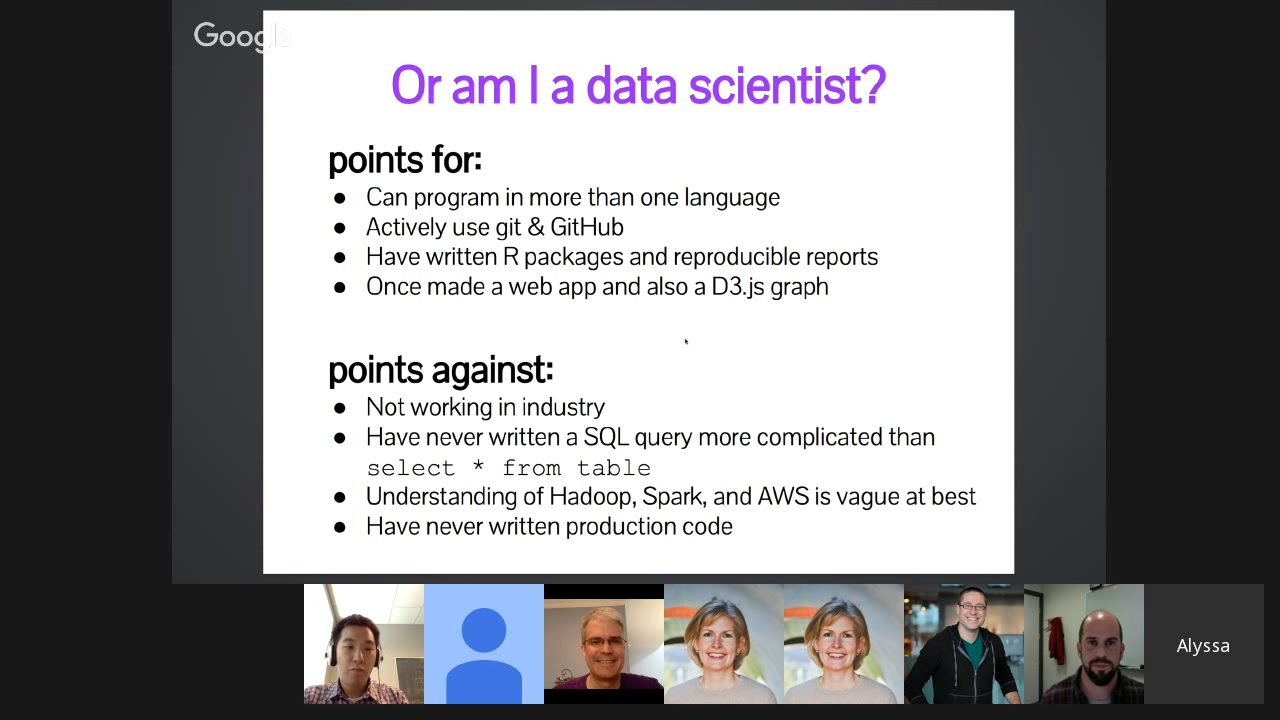 Google
Or am I a data scientist?
points for:
● Can program in more than one language
● Actively use git & GitHub
● Have written R packages and reproducible reports
● Once made a web app and also a D3.js graph
points against:
● Not working in industry
● Have never written a SQL query more complicated than
select * from table
● Understanding of Hadoop, Spark, and AWS is vague at best
● Have never written production code
Alyssa